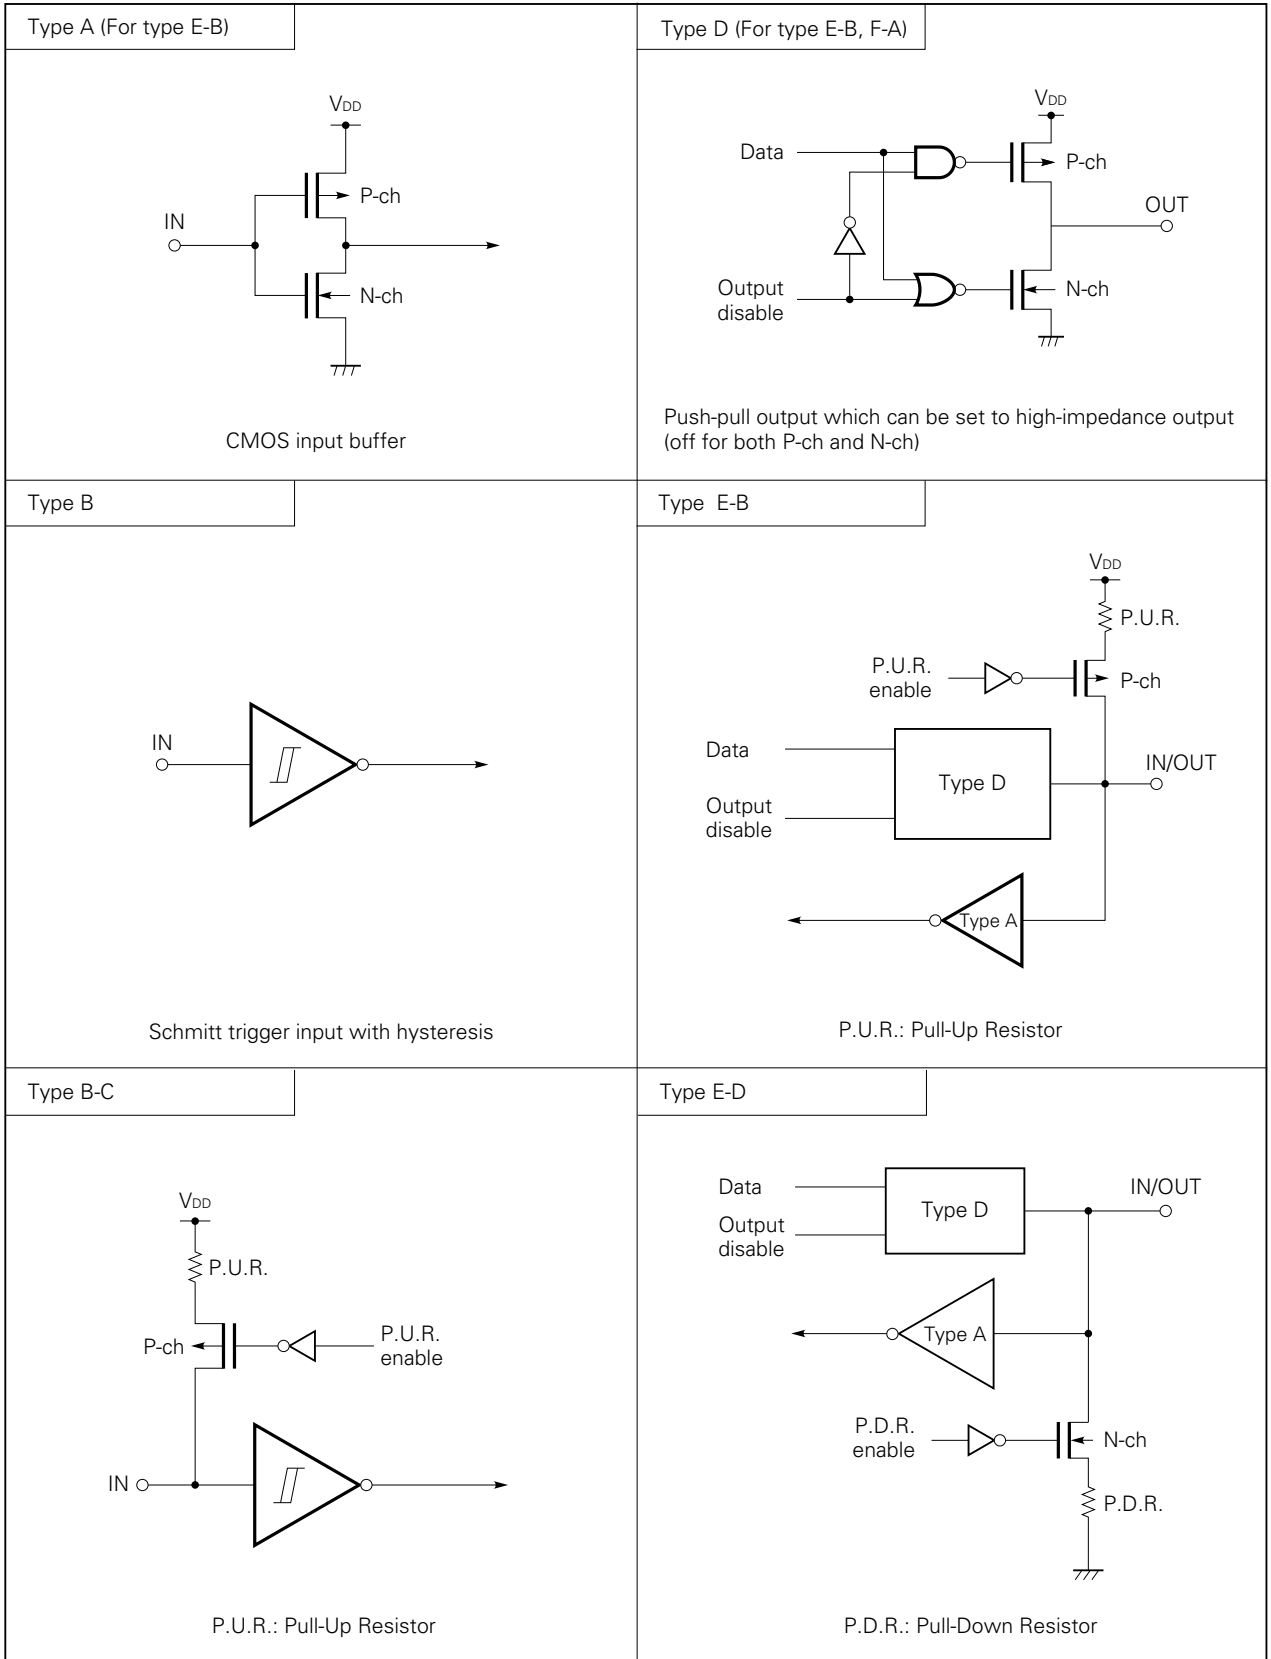 Type A (For type E-B)
VDD
P-ch
IN
N-ch
CMOS input buffer
Type D (For type E-B, F-A)
VDD
Data
P-ch
OUT
Output
disable
N-ch
Push-pull output which can be set to high-impedance output
(off for both P-ch and N-ch)
Type B
IN
Schmitt trigger input with hysteresis
Type E-B
VDD
P.U.R.
P.U.R.
enable
P-ch
Data
Type D
IN/OUT
Output
disable
Type A
P.U.R.: Pull-Up Resistor
Type B-C
VDD
P.U.R.
P-ch
P.U.R.
enable
IN
P.U.R.: Pull-Up Resistor
Type E-D
Data
Type D
IN/OUT
Output
disable
Type A
P.D.R.
enable
N-ch
P.D.R.
P.D.R.: Pull-Down Resistor